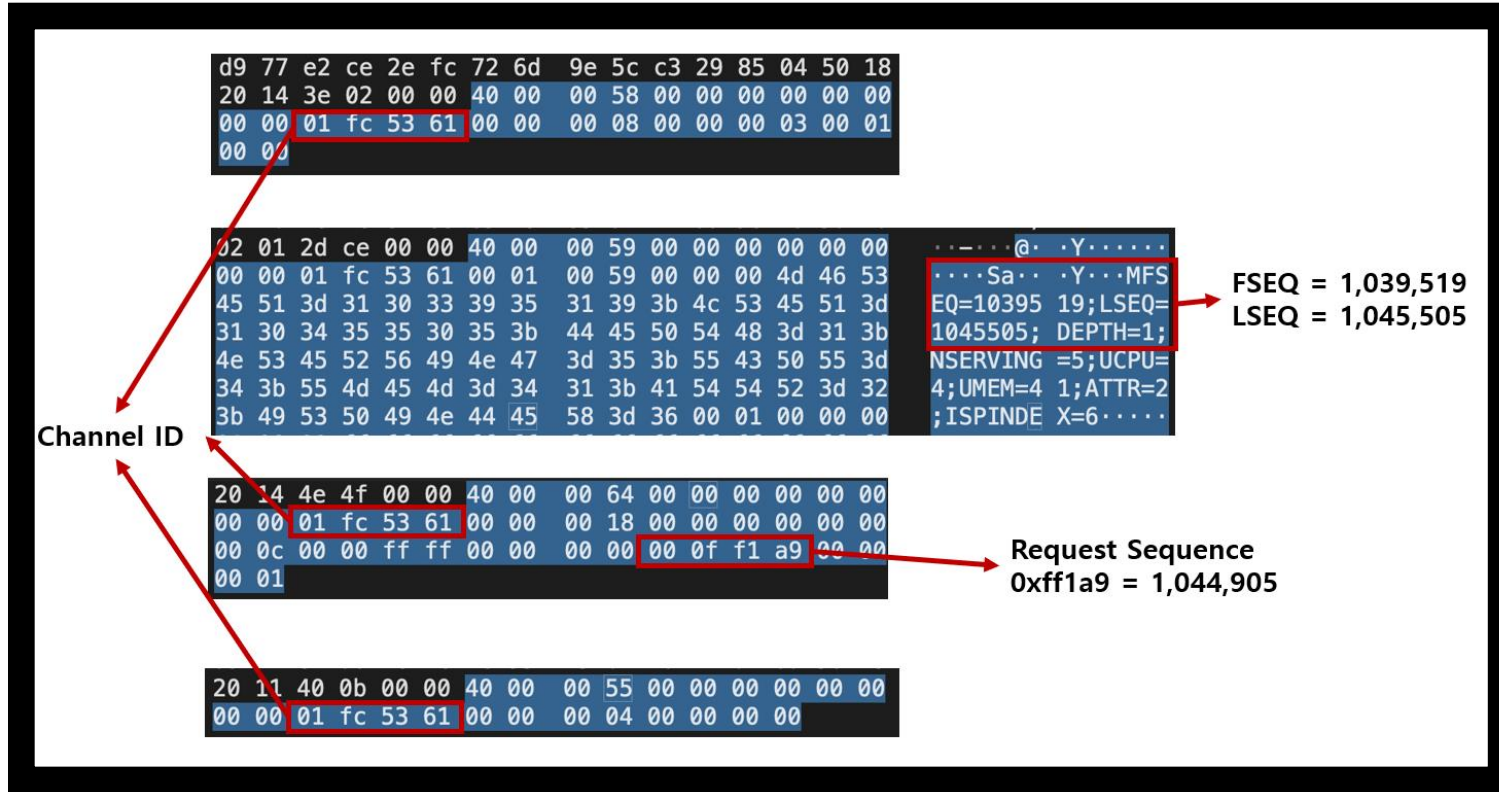 d9 77 e2 ce 2e fc 72 6d 9e 5c c3 29 85 04 50 18
20 14 3e 02 00 00 40 00 00 58 00 00 00 00 00 00
00 00 01 fc 53 61 00 00 00 08 00 00 00 03 00 01
00 00
02 01 2d ce 00 00 40 00 00 59 00 00 00 00 00 00 ··–···@· ·Y······
00 00 01 fc 53 61 00 01 00 59 00 00 00 4d 46 53 ····Sa·· ·Y···MFS
45 51 3d 31 30 33 39 35 31 39 3b 4c 53 45 51 3d EQ=10395 19;LSEQ=
31 30 34 35 35 30 35 3b 44 45 50 54 48 3d 31 3b 1045505; DEPTH=1;
4e 53 45 52 56 49 4e 47 3d 35 3b 55 43 50 55 3d NSERVING =5;UCPU=
34 3b 55 4d 45 4d 3d 34 31 3b 41 54 54 52 3d 32 4;UMEM=4 1;ATTR=2
3b 49 53 50 49 4e 44 45 58 3d 36 00 01 00 00 00 ;ISPINDE X=6·····
FSEQ = 1,039,519
LSEQ = 1,045,505
Channel ID
20 14 4e 4f 00 00 40 00 00 64 00 00 00 00 00 00
00 00 01 fc 53 61 00 00 00 18 00 00 00 00 00 00
00 0c 00 00 ff ff 00 00 00 00 00 0f f1 a9 00 00
00 01
Request Sequence
0xff1a9 = 1,044,905
20 11 40 0b 00 00 40 00 00 55 00 00 00 00 00 00
00 00 01 fc 53 61 00 00 00 04 00 00 00 00